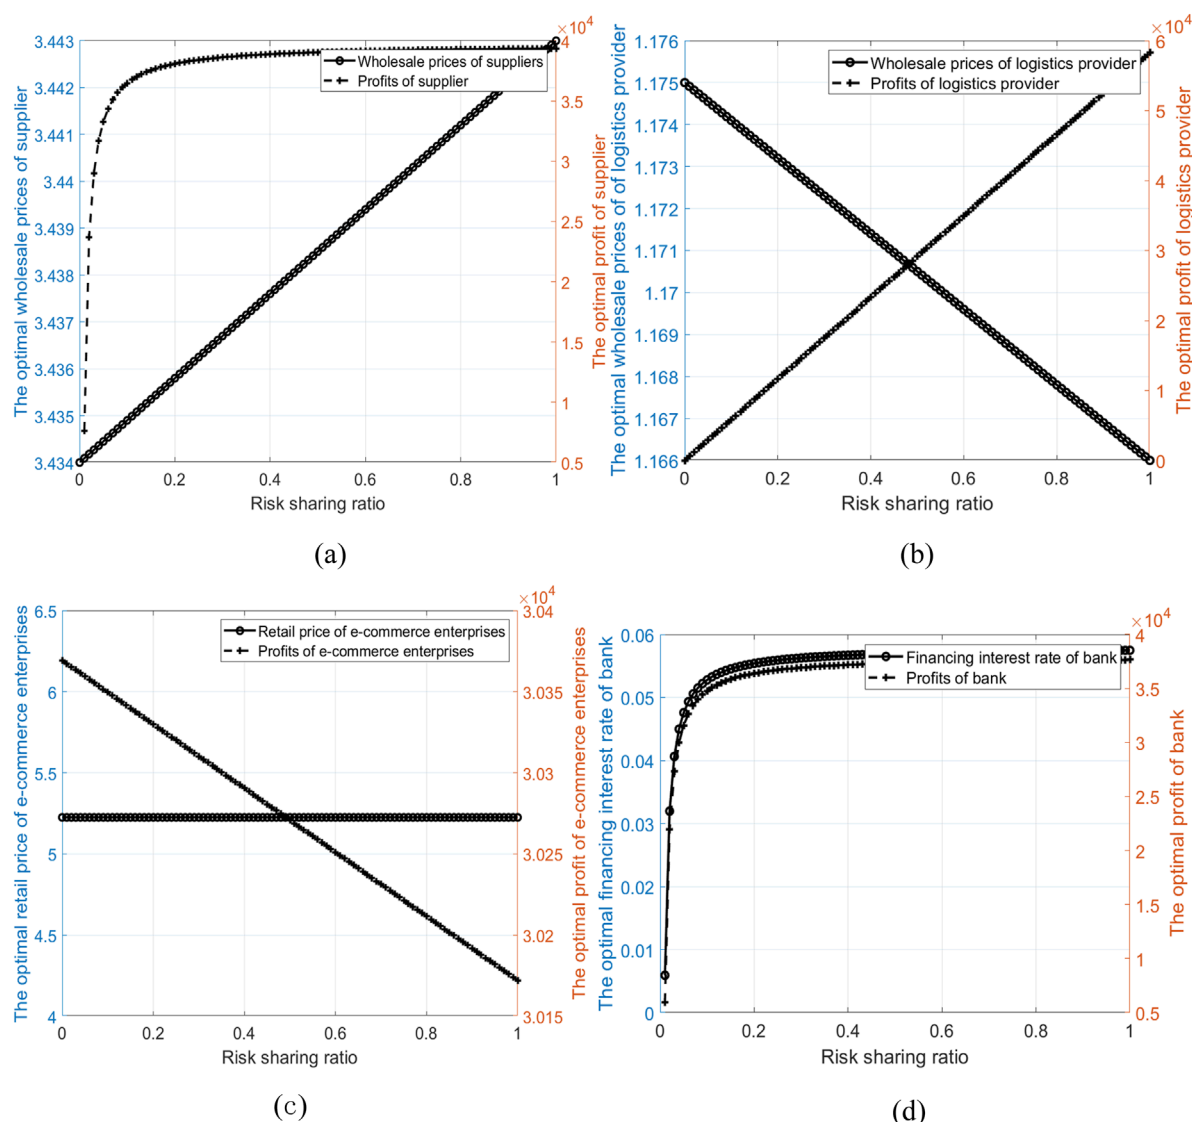 ×10⁴
3.443
3.442
3.441
3.44
3.439
3.438
3.437
3.436
3.435
3.434
The optimal wholesale prices of supplier
Wholesale prices of suppliers
Profits of supplier
4
3.5
3
2.5
2
1.5
1
0.5
The optimal profit of supplier
0 0.2 0.4 0.6 0.8 1
Risk sharing ratio
(a)
×10⁴
1.176
1.175
1.174
1.173
1.172
1.171
1.17
1.169
1.168
1.167
1.166
The optimal wholesale prices of of logistics provider
Wholesale prices of logistics provider
Profits of logistics provider
6
5
4
3
2
1
0
The optimal profit of logistics provider
0 0.2 0.4 0.6 0.8 1
Risk sharing ratio
(b)
×10⁴
6.5
6
5.5
5
4.5
4
The optimal retail price of e-commerce enterprises
Retail price of e-commerce enterprises
Profits of e-commerce enterprises
3.04
3.035
3.03
3.025
3.02
3.015
The optimal profit of e-commerce enterprises
0 0.2 0.4 0.6 0.8 1
Risk sharing ratio
(c)
×10⁴
0.06
0.05
0.04
0.03
0.02
0.01
0
The optimal financing interest rate of bank
Financing interest rate of bank
Profits of bank
4
3.5
3
2.5
2
1.5
1
0.5
The optimal profit of bank
0 0.2 0.4 0.6 0.8 1
Risk sharing ratio
(d)